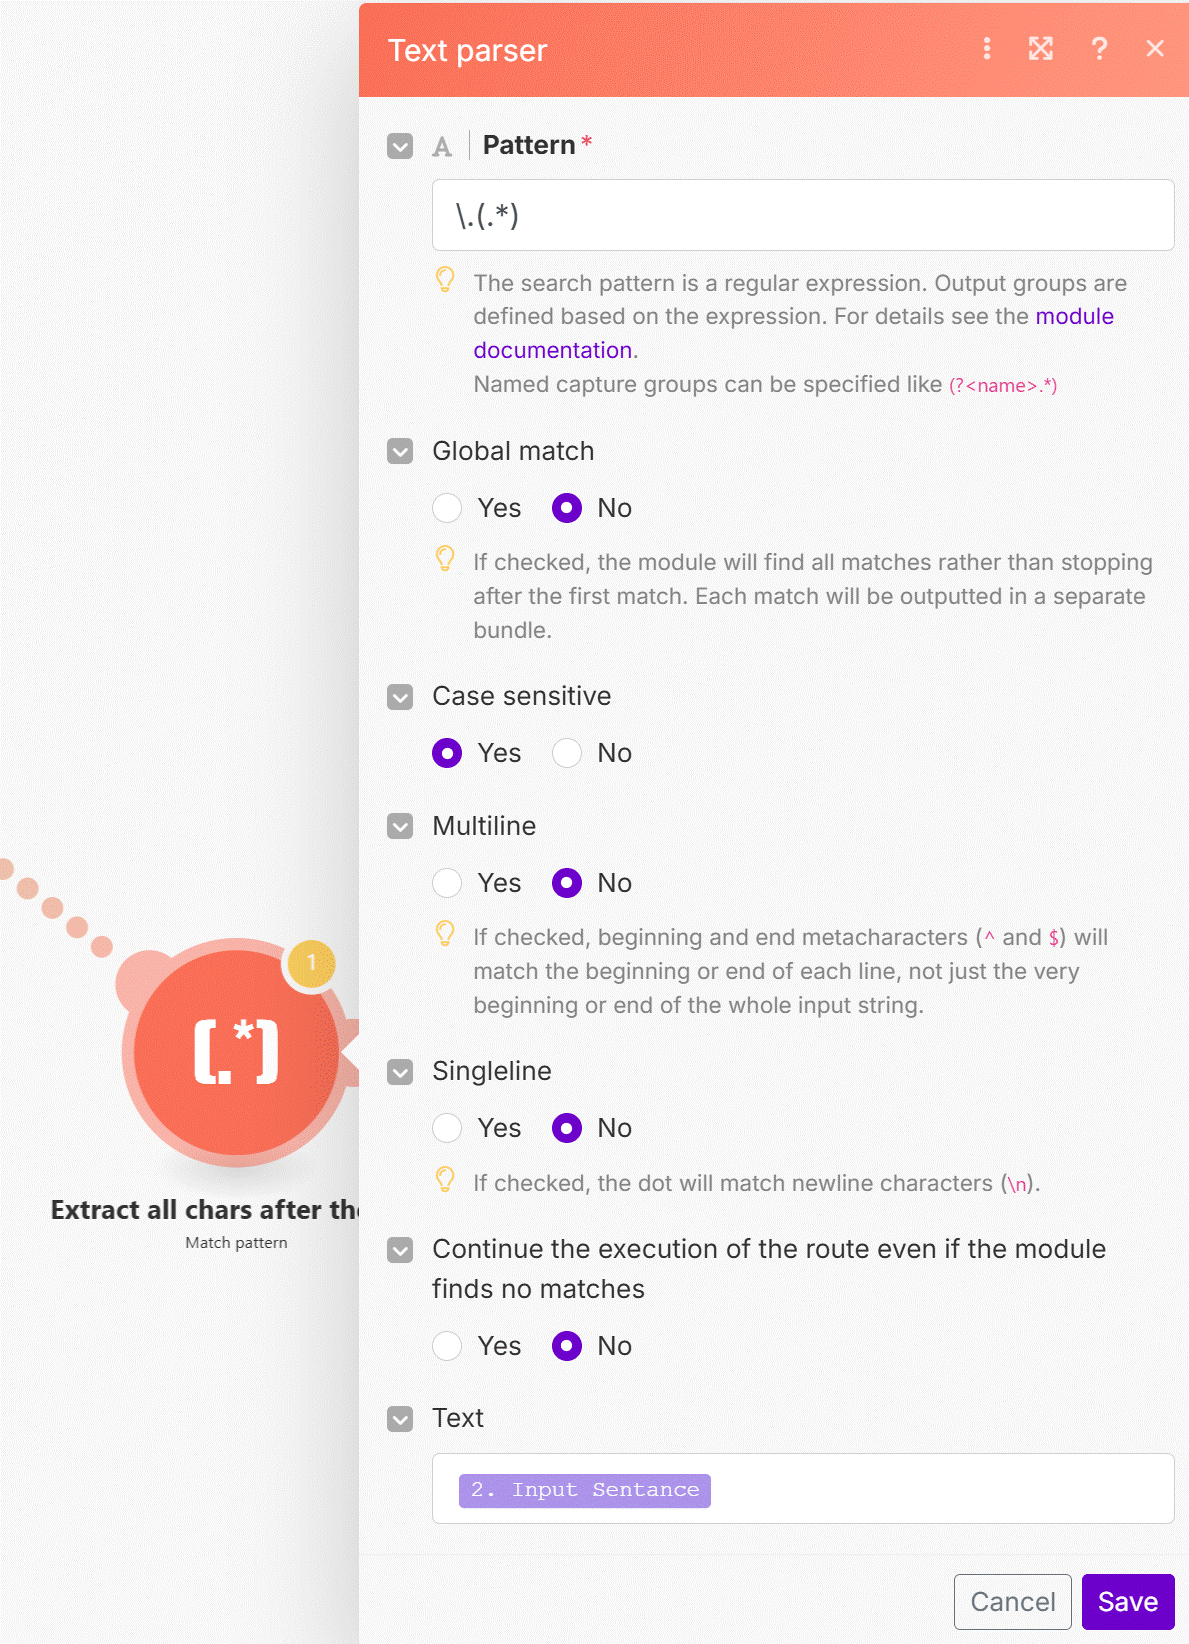 Text parser
?
A
Pattern *
\.(.*)
The search pattern is a regular expression. Output groups are
defined based on the expression. For details see the module
documentation.
Named capture groups can be specified like (?<name>.*)
Global match
Yes No
If checked, the module will find all matches rather than stopping
after the first match. Each match will be outputted in a separate
bundle.
Case sensitive
Yes No
Multiline
Yes No
If checked, beginning and end metacharacters (^ and $) will
match the beginning or end of each line, not just the very
beginning or end of the whole input string.
Singleline
Yes No
If checked, the dot will match newline characters (\n).
Continue the execution of the route even if the module
finds no matches
Yes No
Text
2. Input Sentance
Cancel Save
1
(.*)
Extract all chars after the
Match pattern